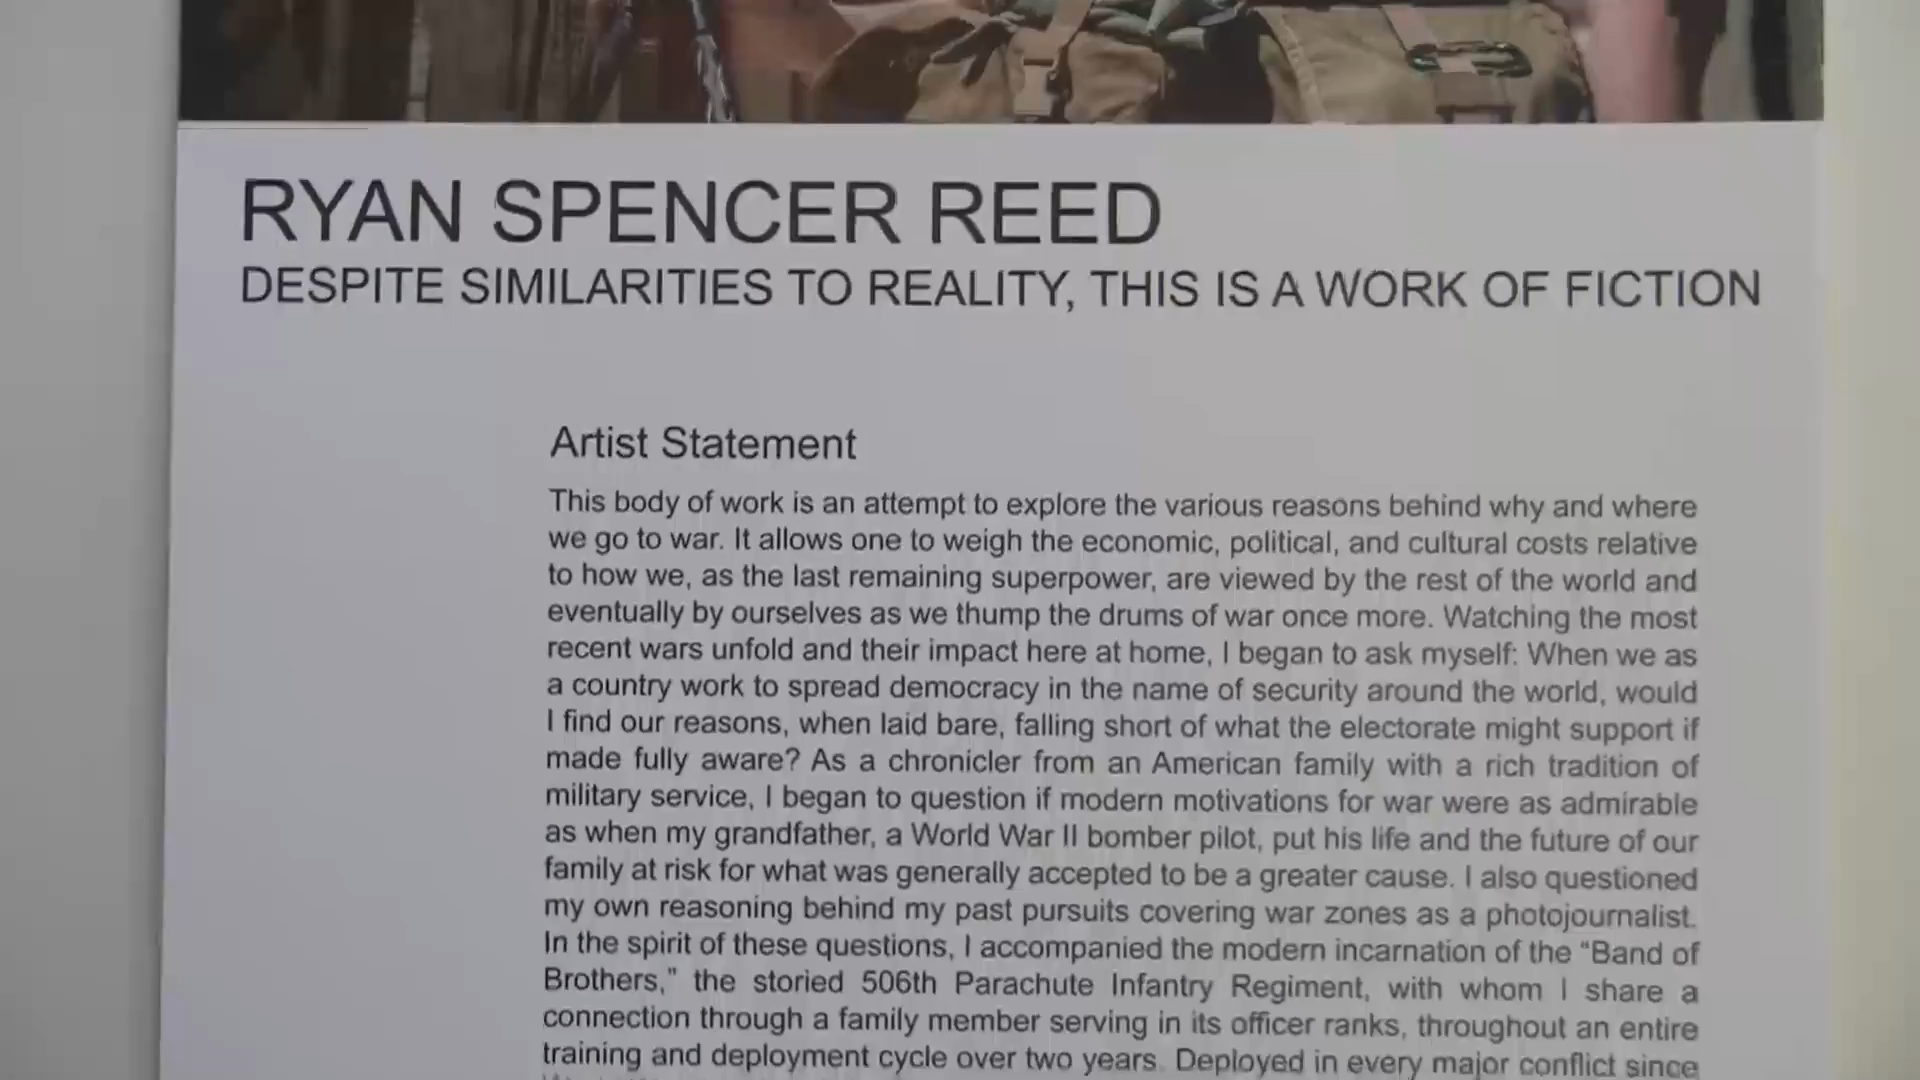 RYAN SPENCER REED
DESPITE SIMILARITIES TO REALITY, THIS IS A WORK OF FICTION
Artist Statement
This body of work is an attempt to explore the various reasons behind why and where
we go to war. It allows one to weigh the economic, political, and cultural costs relative
to how we, as the last remaining superpower, are viewed by the rest of the world and
eventually by ourselves as we thump the drums of war once more. Watching the most
recent wars unfold and their impact here at home, I began to ask myself: When we as
a country work to spread democracy in the name of security around the world, would
I find our reasons, when laid bare, falling short of what the electorate might support if
made fully aware? As a chronicler from an American family with a rich tradition of
military service, I began to question if modern motivations for war were as admirable
as when my grandfather, a World War II bomber pilot, put his life and the future of our
family at risk for what was generally accepted to be a greater cause. I also questioned
my own reasoning behind my past pursuits covering war zones as a photojournalist.
In the spirit of these questions, I accompanied the modern incarnation of the “Band of
Brothers,” the storied 506th Parachute Infantry Regiment, with whom I share a
connection through a family member serving in its officer ranks, throughout an entire
training and deployment cycle over two years. Deployed in every major conflict since